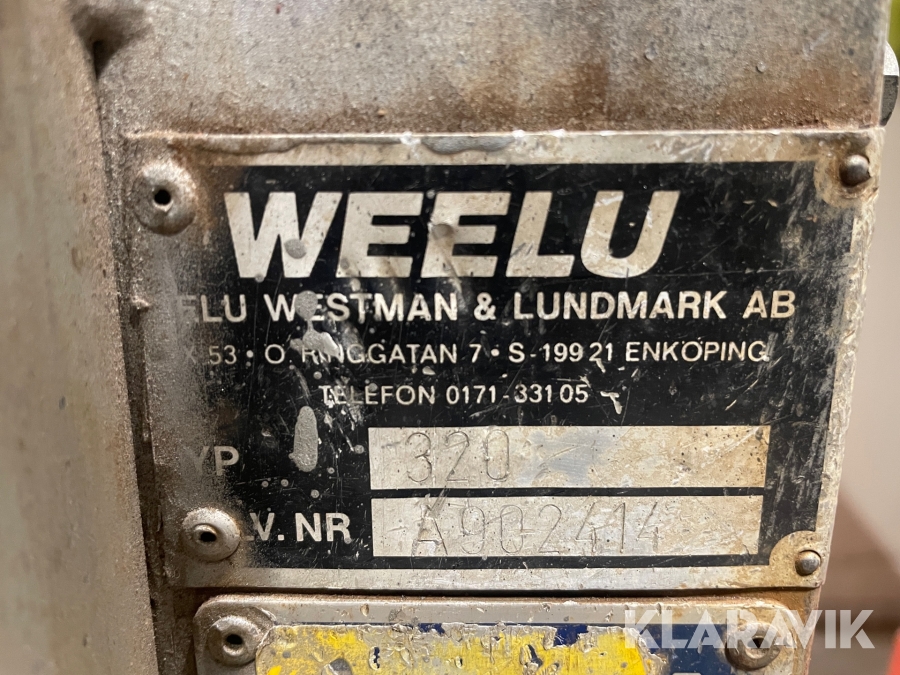 WEELU
ELU WESTMAN & LUNDMARK AB
53 • O. RINGGATAN 7 • S-199 21 ENKÖPING
TELEFON 0171-331 05
YP 320
V. NR A902414
KLARAVIK